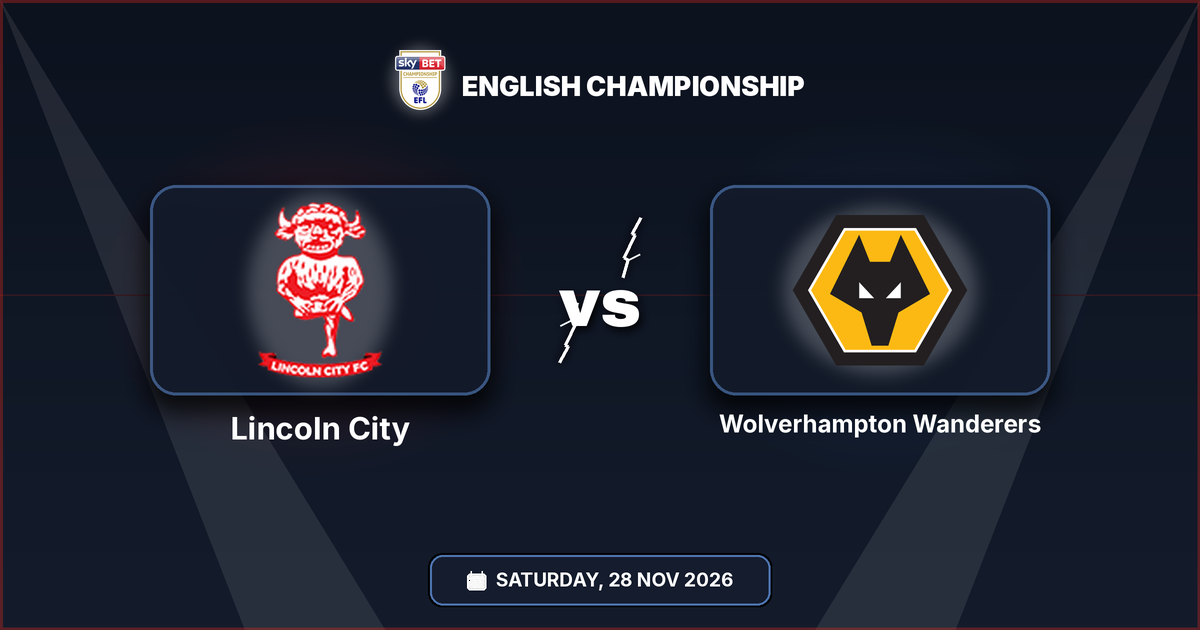 sky BET
CHAMPIONSHIP
EFL
ENGLISH CHAMPIONSHIP
LINCOLN CITY FC
VS
Lincoln City
Wolverhampton Wanderers
SATURDAY, 28 NOV 2026